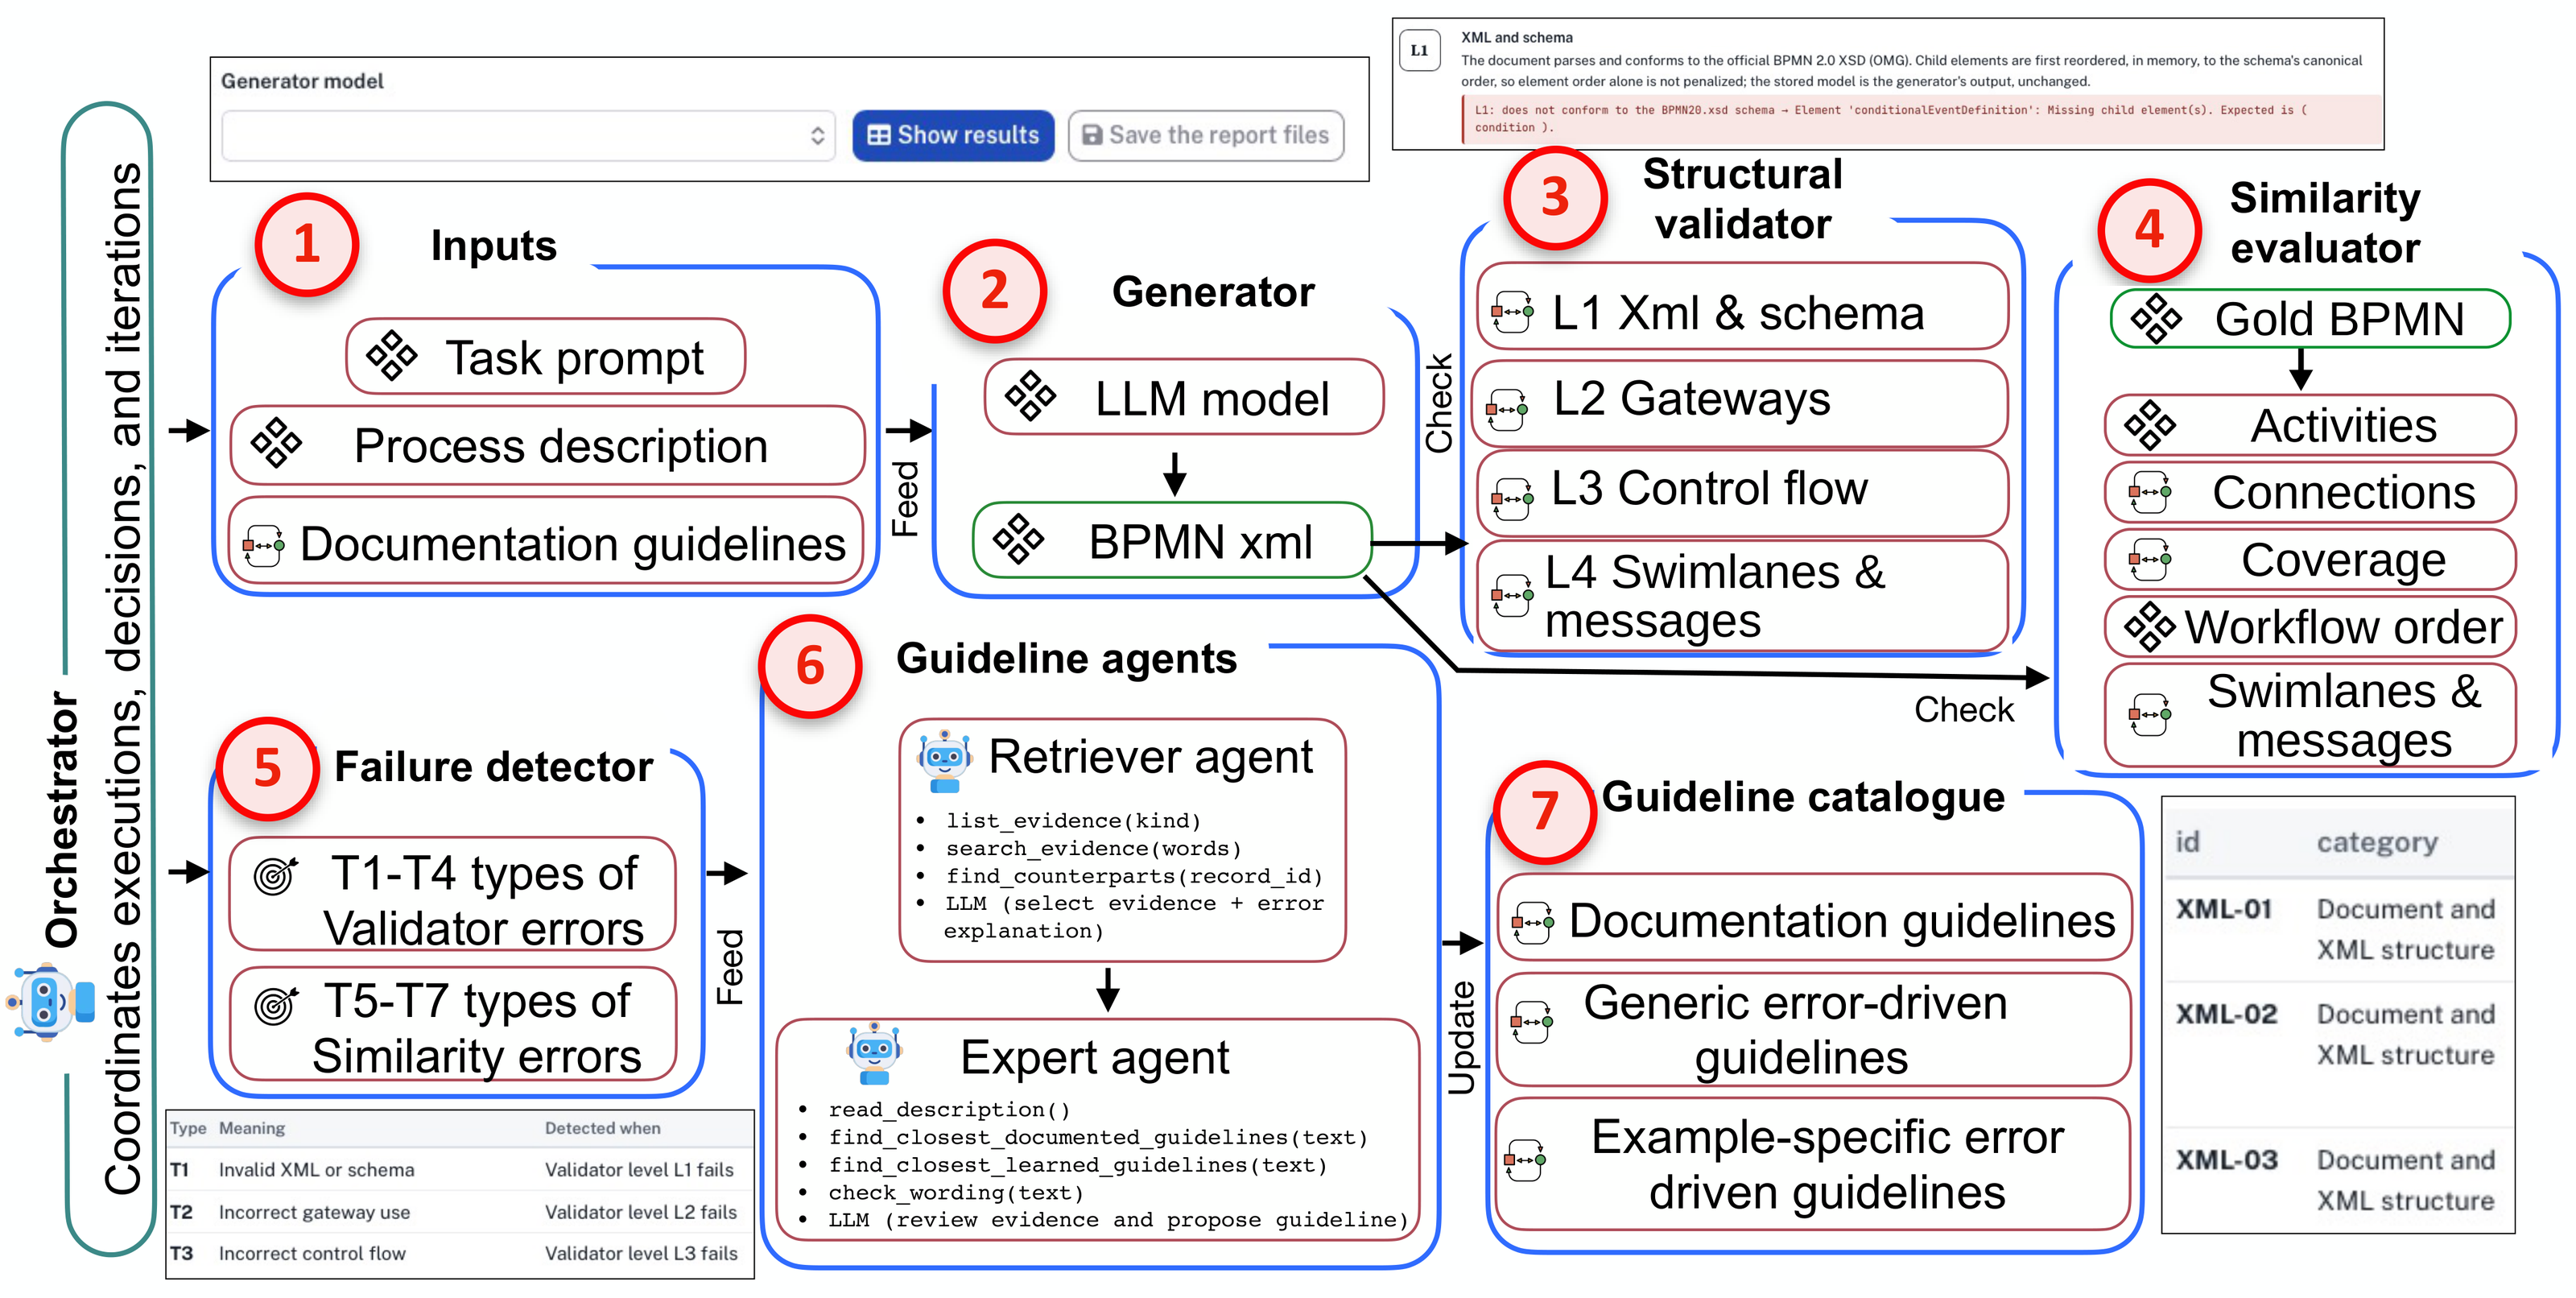 Generator model
Show results
Save the report files
L1
XML and schema
The document parses and conforms to the official BPMN 2.0 XSD (OMG). Child elements are first reordered, in memory, to the schema's canonical
order, so element order alone is not penalized; the stored model is the generator's output, unchanged.
L1: does not conform to the BPMN20.xsd schema → Element 'conditionalEventDefinition': Missing child element(s). Expected is (
condition ).
Orchestrator
Coordinates executions, decisions, and iterations
1
Inputs
Task prompt
Process description
Documentation guidelines
Feed
2
Generator
LLM model
BPMN xml
Check
3
Structural
validator
L1 Xml & schema
L2 Gateways
L3 Control flow
L4 Swimlanes &
messages
Check
4
Similarity
evaluator
Gold BPMN
Activities
Connections
Coverage
Workflow order
Swimlanes &
messages
5
Failure detector
T1-T4 types of
Validator errors
T5-T7 types of
Similarity errors
Feed
Type Meaning Detected when
T1 Invalid XML or schema Validator level L1 fails
T2 Incorrect gateway use Validator level L2 fails
T3 Incorrect control flow Validator level L3 fails
6
Guideline agents
Retriever agent
• list_evidence(kind)
• search_evidence(words)
• find_counterparts(record_id)
• LLM (select evidence + error
explanation)
Expert agent
• read_description()
• find_closest_documented_guidelines(text)
• find_closest_learned_guidelines(text)
• check_wording(text)
• LLM (review evidence and propose guideline)
Update
7
Guideline catalogue
Documentation guidelines
Generic error-driven
guidelines
Example-specific error
driven guidelines
id category
XML-01 Document and
XML structure
XML-02 Document and
XML structure
XML-03 Document and
XML structure